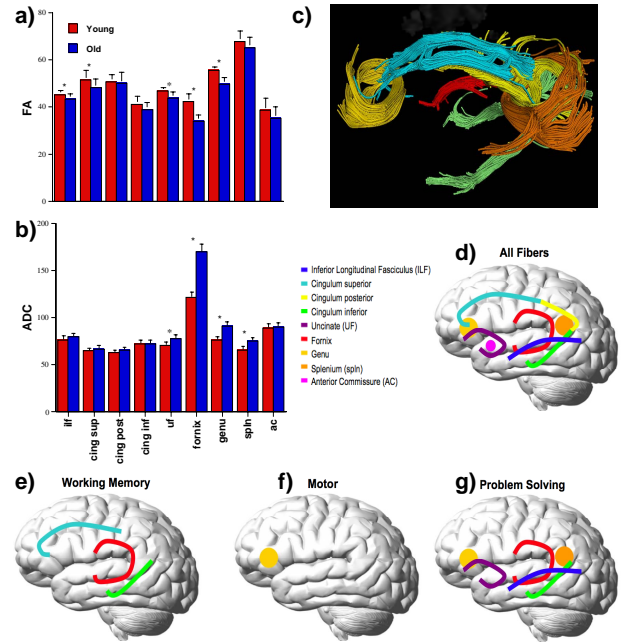 a)
Young
Old
FA
80
60
40
20
0
* * * * *
b)
ADC
200
150
100
50
0
* * * *
ilf
cing sup
cing post
cing inf
uf
fornix
genu
spln
ac
c)
Inferior Longitudinal Fasciculus (ILF)
Cingulum superior
Cingulum posterior
Cingulum inferior
Uncinate (UF)
Fornix
Genu
Splenium (spln)
Anterior Commissure (AC)
d)
All Fibers
e)
Working Memory
f)
Motor
g)
Problem Solving